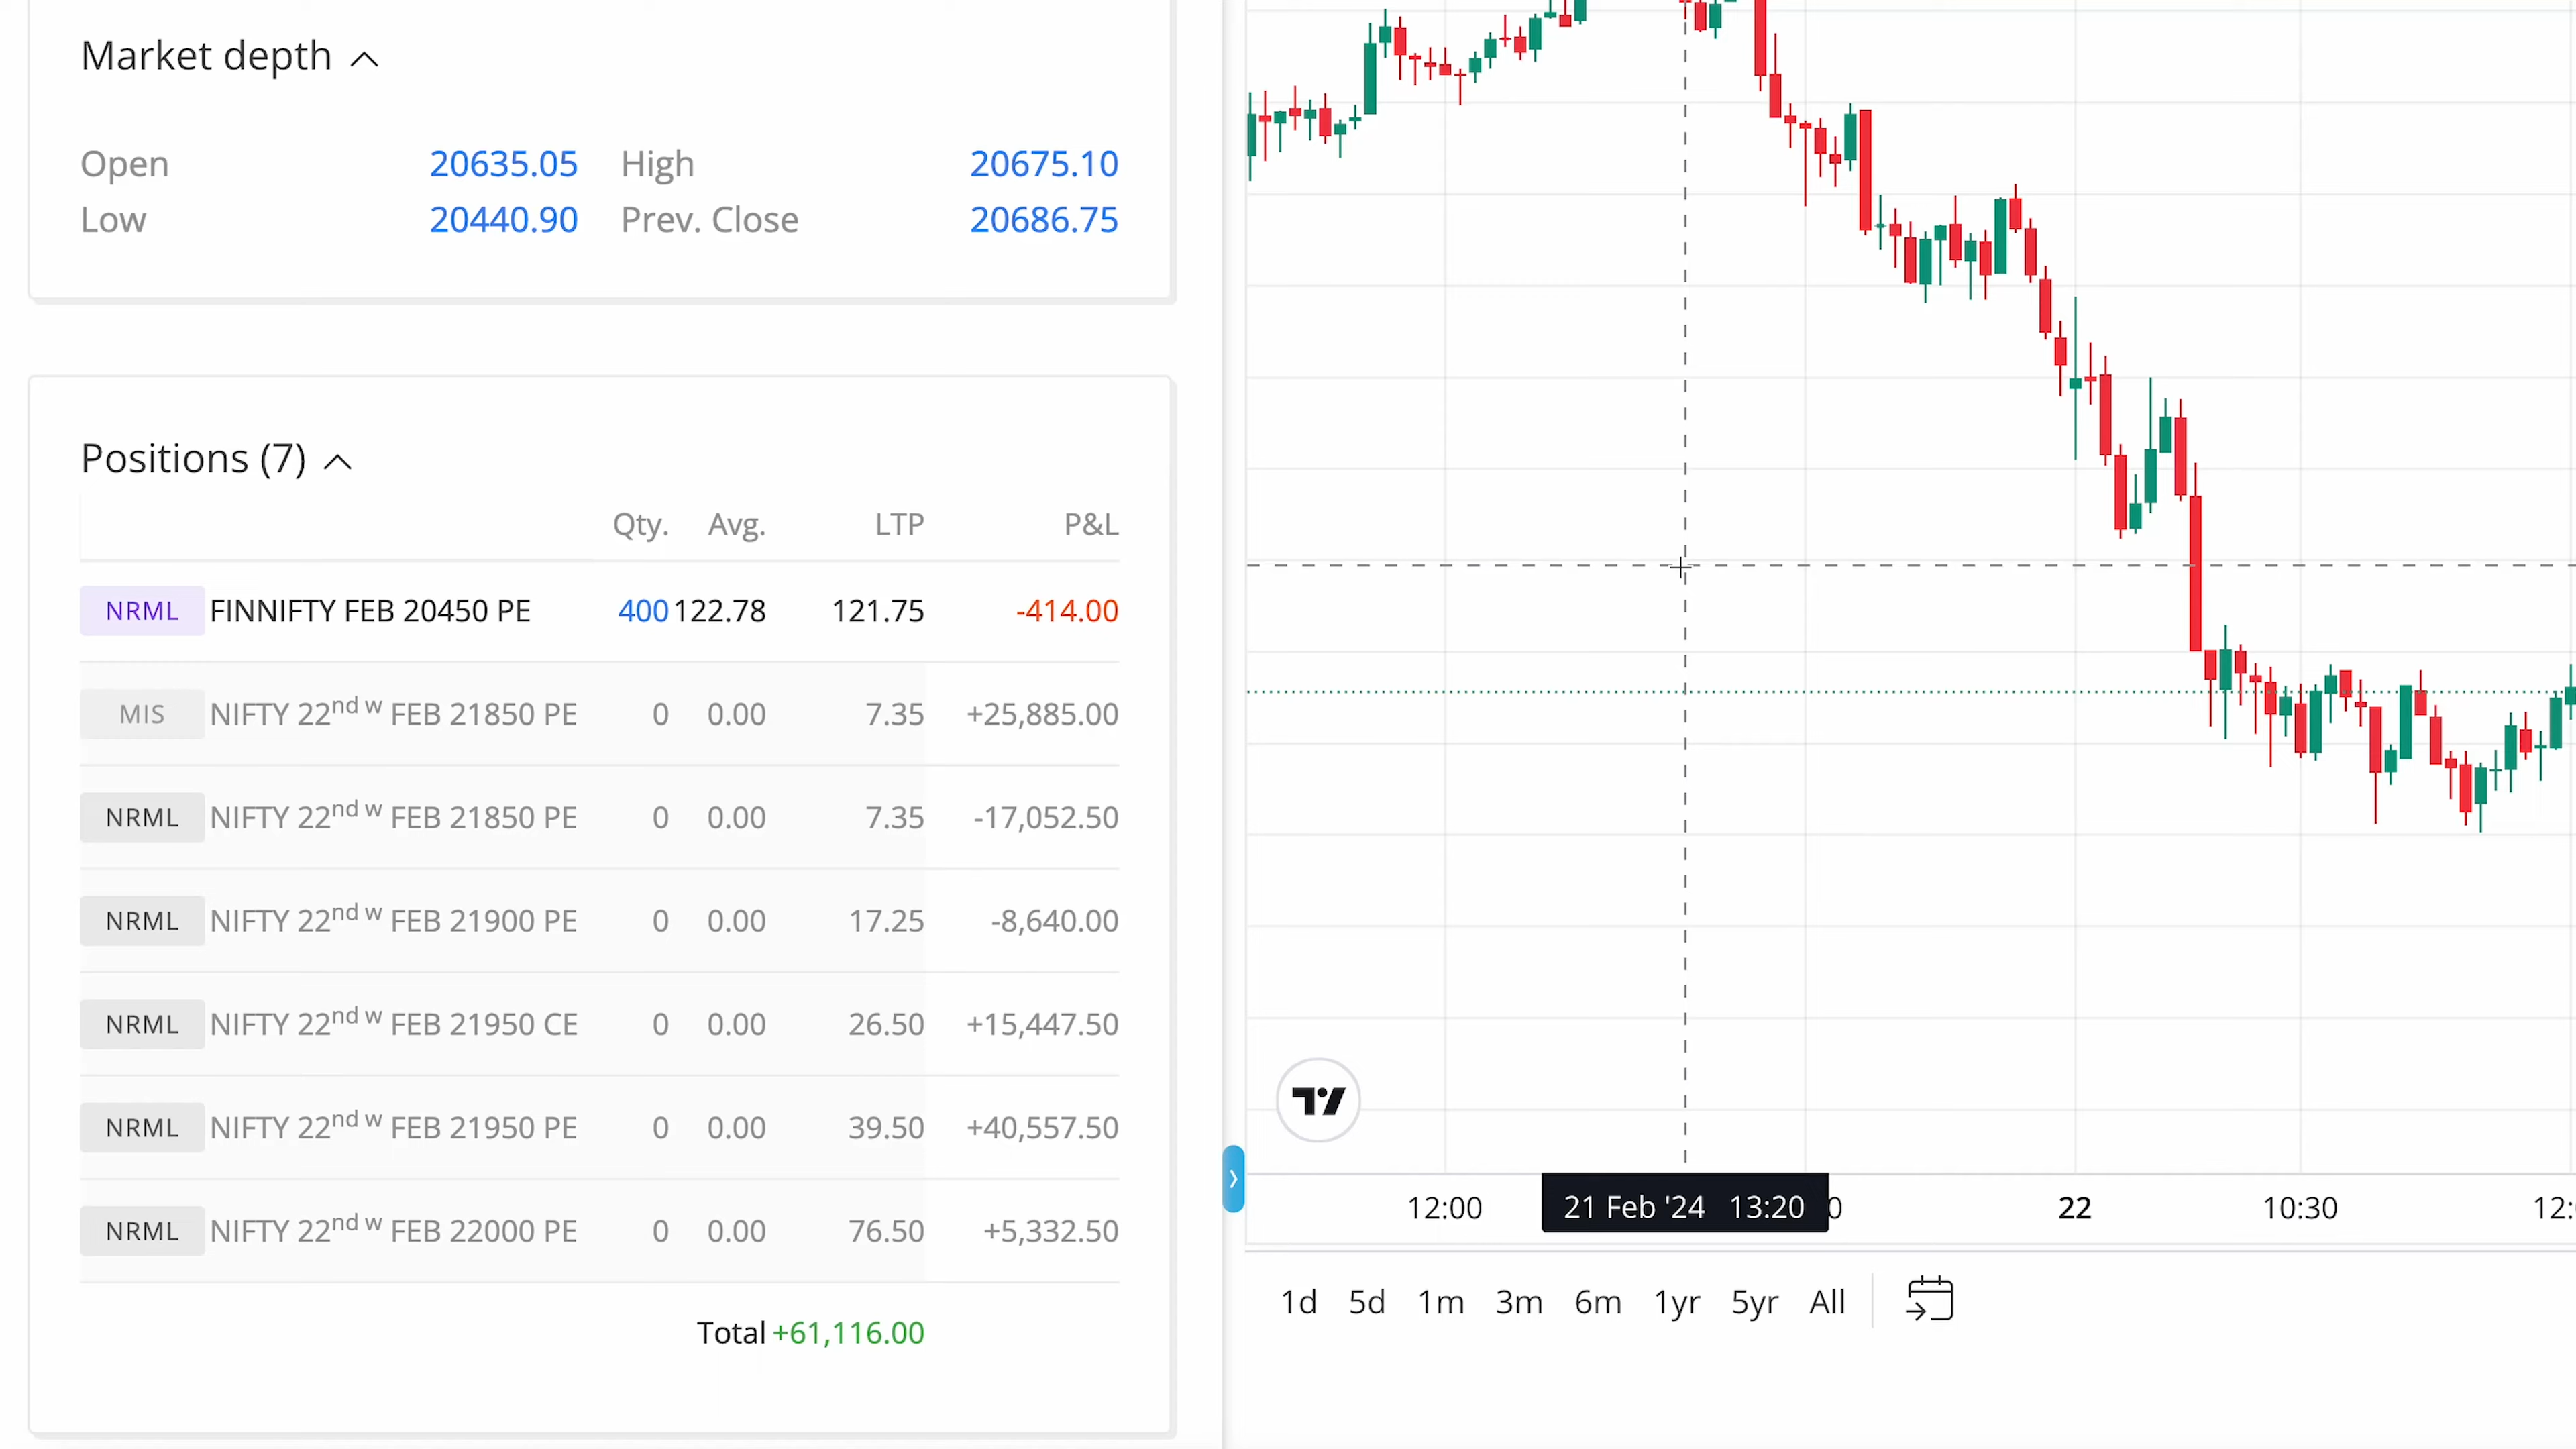 Market depth
Open 20635.05 High 20675.10
Low 20440.90 Prev. Close 20686.75
Positions (7)
Qty. Avg. LTP P&L
NRML FINNIFTY FEB 20450 PE 400 122.78 121.75 -414.00
MIS NIFTY 22nd w FEB 21850 PE 0 0.00 7.35 +25,885.00
NRML NIFTY 22nd w FEB 21850 PE 0 0.00 7.35 -17,052.50
NRML NIFTY 22nd w FEB 21900 PE 0 0.00 17.25 -8,640.00
NRML NIFTY 22nd w FEB 21950 CE 0 0.00 26.50 +15,447.50
NRML NIFTY 22nd w FEB 21950 PE 0 0.00 39.50 +40,557.50
NRML NIFTY 22nd w FEB 22000 PE 0 0.00 76.50 +5,332.50
Total +61,116.00
12:00 21 Feb '24 13:20 0 22 10:30 12:
1d 5d 1m 3m 6m 1yr 5yr All